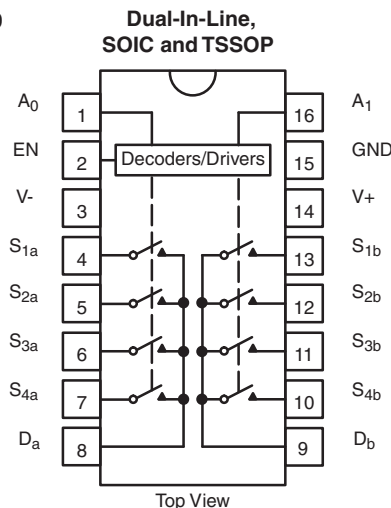 )
Dual-In-Line,
SOIC and TSSOP
A0 1 16 A1
EN 2 Decoders/Drivers 15 GND
V- 3 14 V+
S1a 4 13 S1b
S2a 5 12 S2b
S3a 6 11 S3b
S4a 7 10 S4b
Da 8 9 Db
Top View